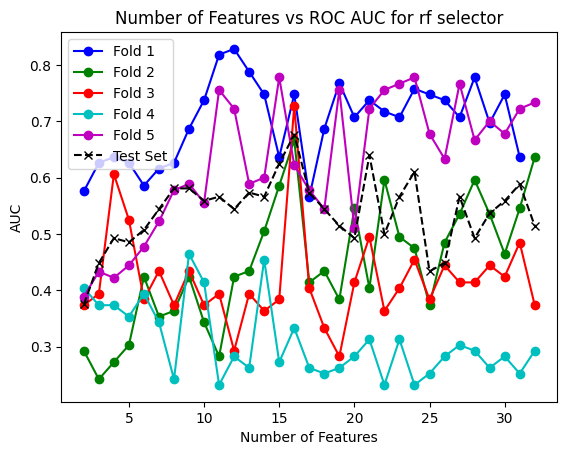 Number of Features vs ROC AUC for rf selector
Fold 1
Fold 2
Fold 3
Fold 4
Fold 5
Test Set
AUC
0.8
0.7
0.6
0.5
0.4
0.3
5 10 15 20 25 30
Number of Features